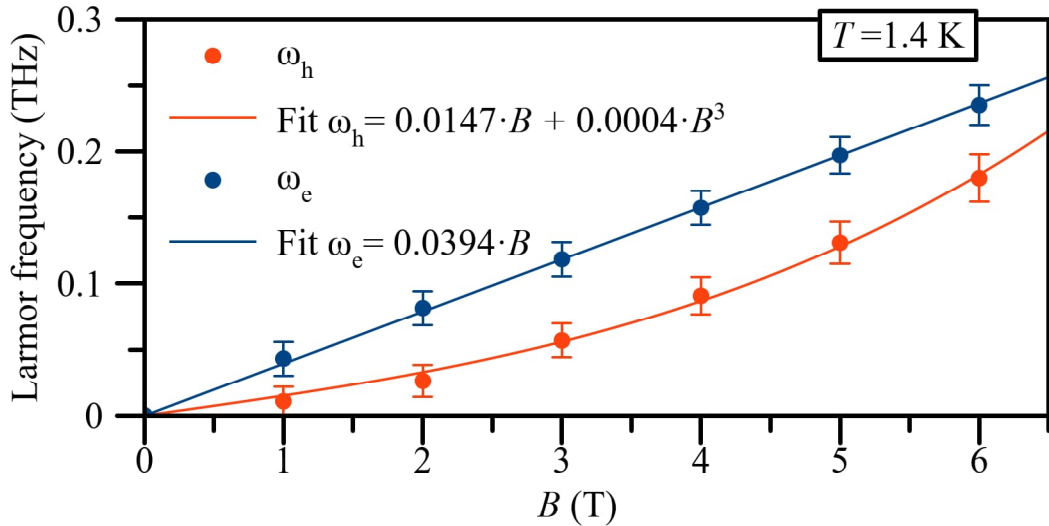 0.3
T =1.4 K
ω_h
Fit ω_h= 0.0147·B + 0.0004·B³
ω_e
Fit ω_e= 0.0394·B
0.2
0.1
0
Larmor frequency (THz)
0 1 2 3 4 5 6
B (T)